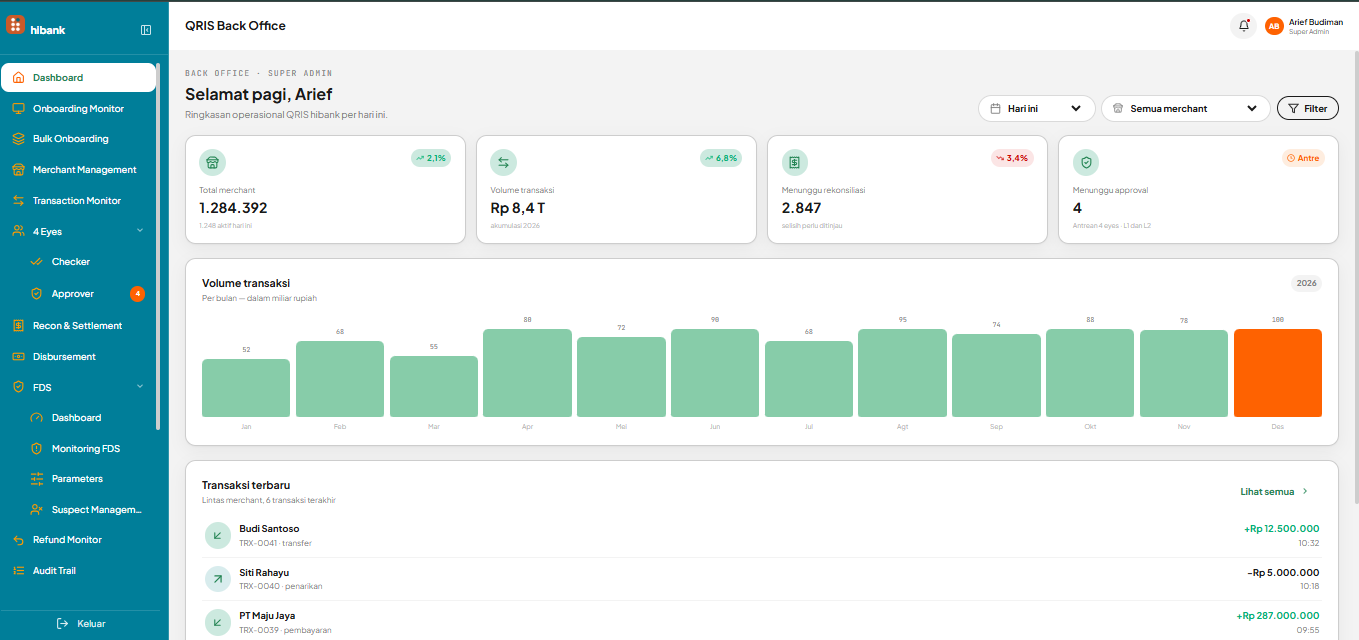 hibank
QRIS Back Office
AB
Arief Budiman
Super Admin
Dashboard
Onboarding Monitor
Bulk Onboarding
Merchant Management
Transaction Monitor
4 Eyes
Checker
Approver
4
Recon & Settlement
Disbursement
FDS
Dashboard
Monitoring FDS
Parameters
Suspect Managem...
Refund Monitor
Audit Trail
Keluar
BACK OFFICE · SUPER ADMIN
Selamat pagi, Arief
Ringkasan operasional QRIS hibank per hari ini.
Hari ini
Semua merchant
Filter
2,1%
Total merchant
1.284.392
1.248 aktif hari ini
6,8%
Volume transaksi
Rp 8,4 T
akumulasi 2026
3,4%
Menunggu rekonsiliasi
2.847
selisih perlu ditinjau
Antre
Menunggu approval
4
Antrean 4 eyes · L1 dan L2
Volume transaksi
Per bulan — dalam miliar rupiah
2026
52 68 55 80 72 90 68 95 74 88 78 100
Jan Feb Mar Apr Mei Jun Jul Agt Sep Okt Nov Des
Transaksi terbaru
Lintas merchant, 6 transaksi terakhir
Lihat semua
Budi Santoso
TRX-0041 · transfer
+Rp 12.500.000
10:32
Siti Rahayu
TRX-0040 · penarikan
−Rp 5.000.000
10:18
PT Maju Jaya
TRX-0039 · pembayaran
+Rp 287.000.000
09:55